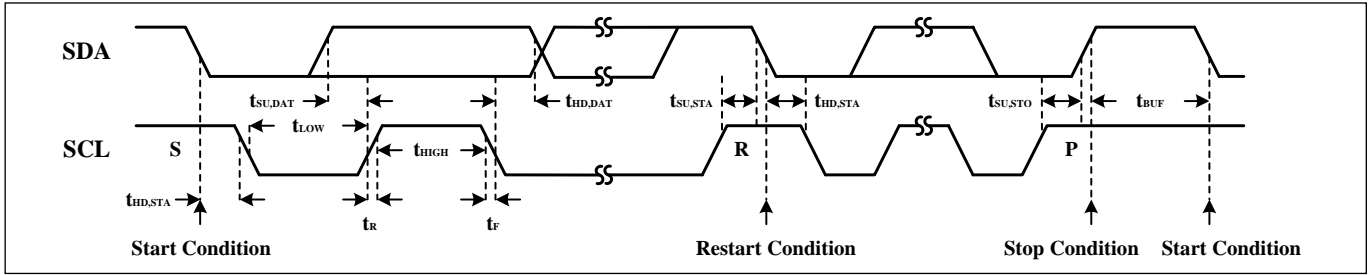 SDA
tSU,DAT
tHD,DAT
tSU,STA
tHD,STA
tSU,STO
tBUF
tLOW
SCL
S
tHIGH
R
P
tHD,STA
tR
tF
Start Condition
Restart Condition
Stop Condition
Start Condition